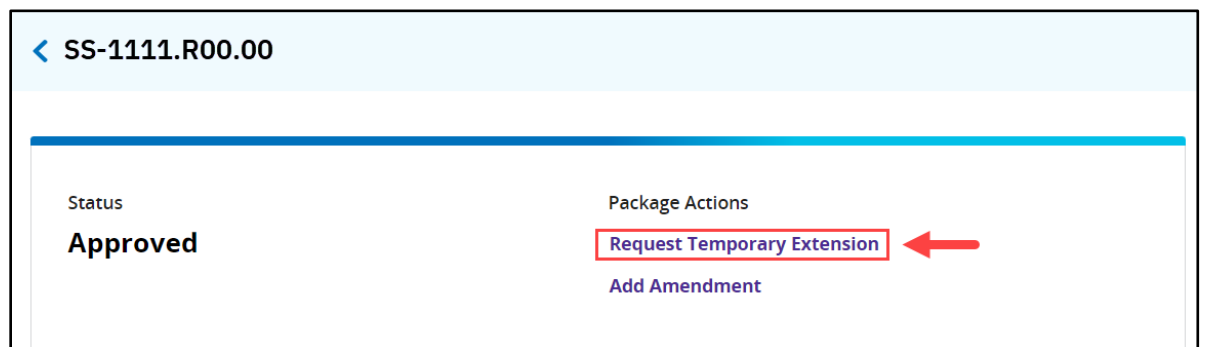 SS-1111.R00.00
Status
Approved
Package Actions
Request Temporary Extension
Add Amendment